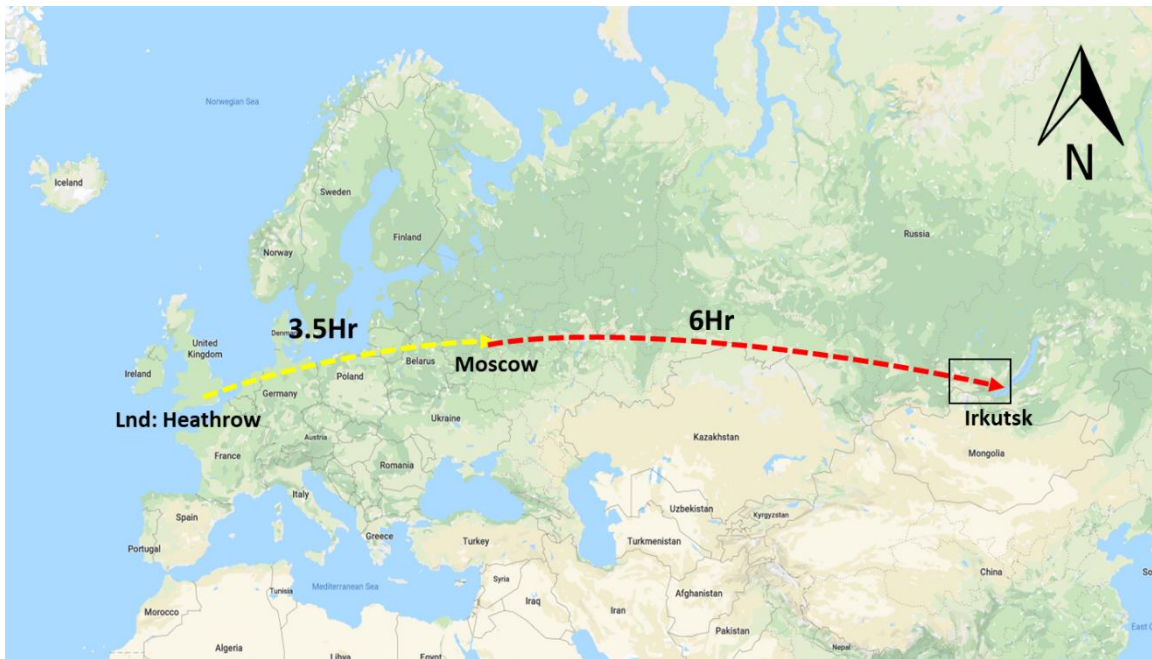 Norwegian Sea
Iceland
Sweden
Finland
Norway
Russia
N
3.5Hr
6Hr
United
Kingdom
Ireland
Belarus
Moscow
Poland
Germany
Lnd: Heathrow
Irkutsk
Ukraine
Austria
France
Kazakhstan
Mongolia
Romania
Italy
Spain
Portugal
Greece
Turkey
Uzbekistan
Kyrgyzstan
Turkmenistan
China
Syria
Mediterranean Sea
Tunisia
Morocco
Iraq
Iran
Afghanistan
Pakistan
Nepal
Algeria
Libya
Egypt